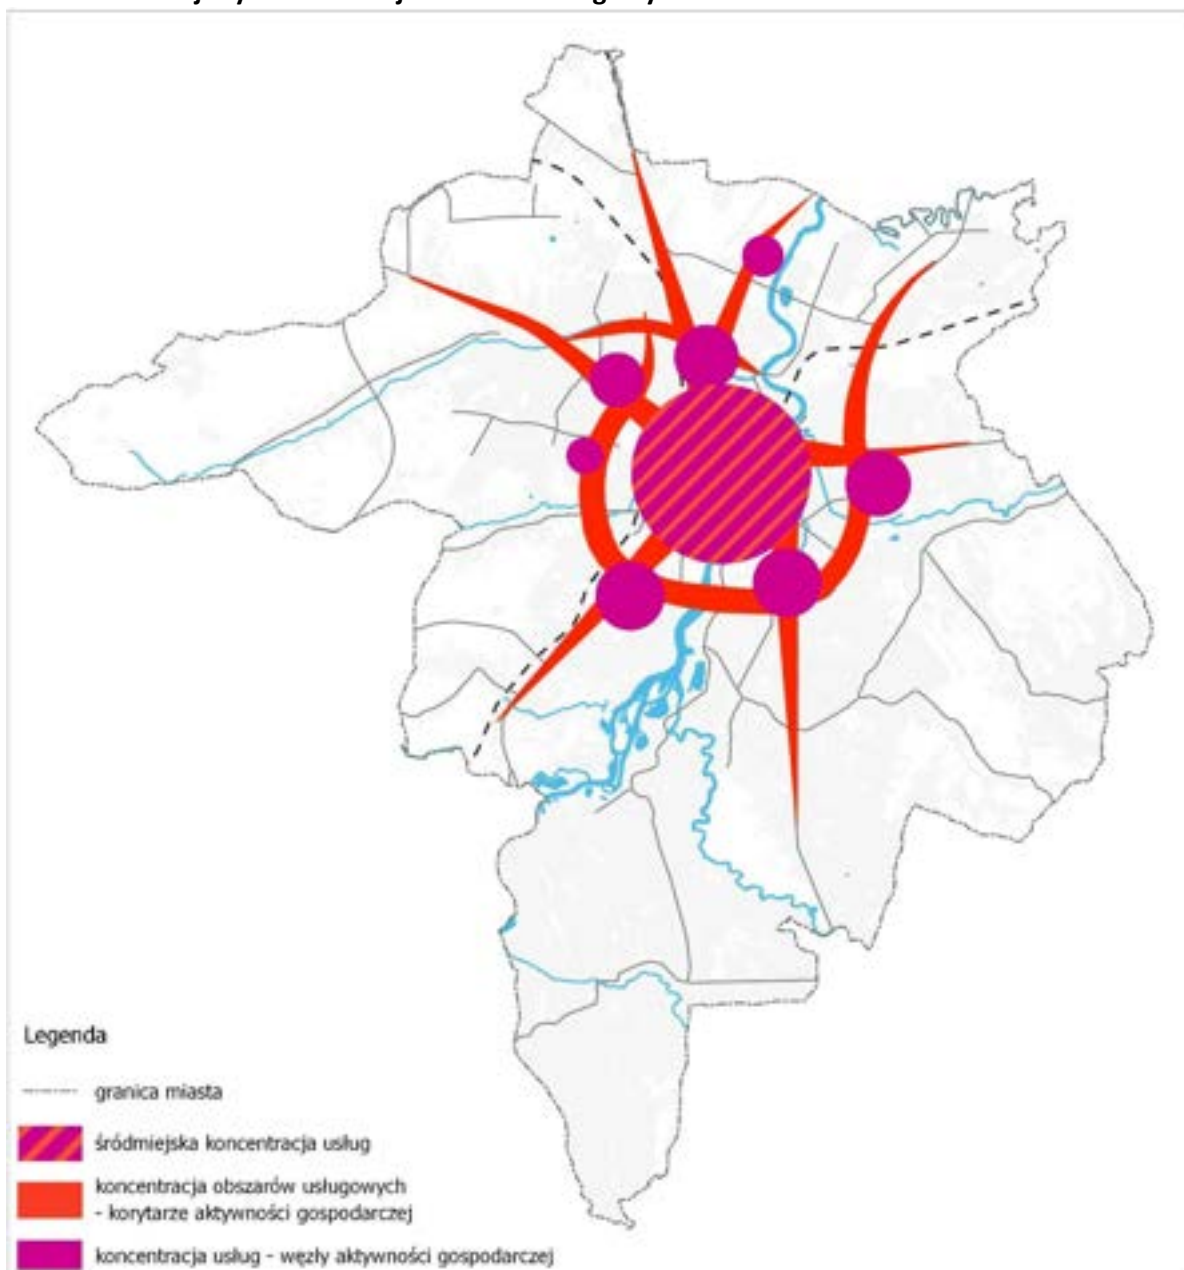 Legenda
granica miasta
śródmiejska koncentracja usług
koncentracja obszarów usługowych
- korytarze aktywności gospodarczej
koncentracja usług - węzły aktywności gospodarczej